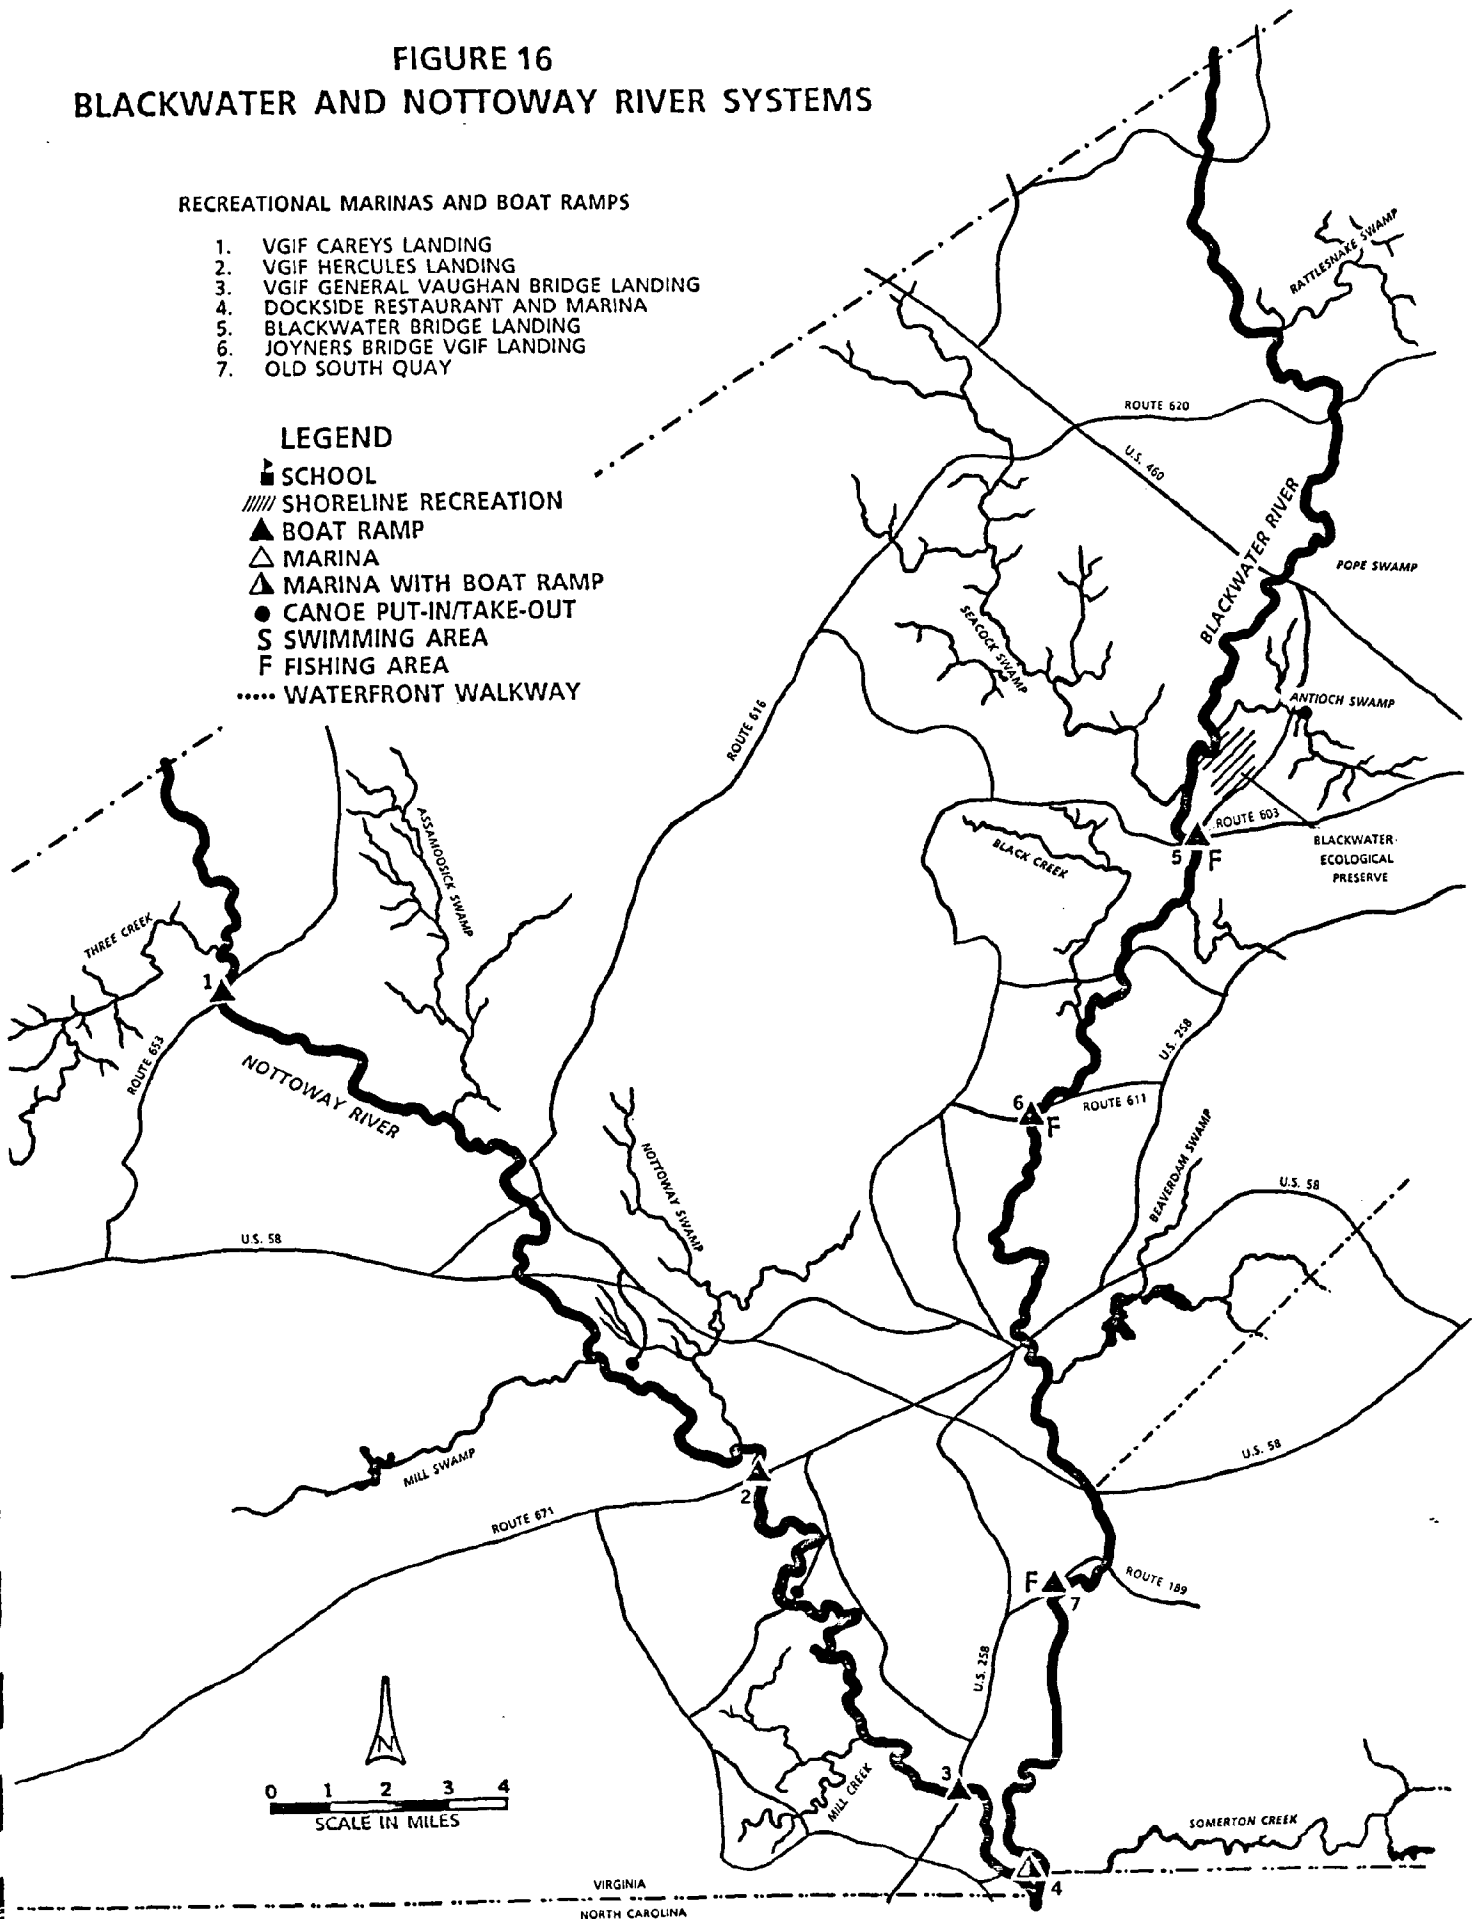 FIGURE 16
BLACKWATER AND NOTTOWAY RIVER SYSTEMS
RECREATIONAL MARINAS AND BOAT RAMPS
1. VGIF CAREYS LANDING
2. VGIF HERCULES LANDING
3. VGIF GENERAL VAUGHAN BRIDGE LANDING
4. DOCKSIDE RESTAURANT AND MARINA
5. BLACKWATER BRIDGE LANDING
6. JOYNERS BRIDGE VGIF LANDING
7. OLD SOUTH QUAY
LEGEND
SCHOOL
SHORELINE RECREATION
BOAT RAMP
MARINA
MARINA WITH BOAT RAMP
CANOE PUT-IN/TAKE-OUT
S SWIMMING AREA
F FISHING AREA
WATERFRONT WALKWAY
RATTLESNAKE SWAMP
ROUTE 620
U.S. 460
BLACKWATER RIVER
POPE SWAMP
SEACOCK SWAMP
ANTIOCH SWAMP
ROUTE 616
ROUTE 603
5 F
BLACKWATER
ECOLOGICAL
PRESERVE
BLACK CREEK
ASSAMOOSICK SWAMP
THREE CREEK
1
ROUTE 653
NOTTOWAY RIVER
U.S. 258
6 F
ROUTE 611
BEAVERDAM SWAMP
NOTTOWAY SWAMP
U.S. 58
U.S. 58
MILL SWAMP
2
U.S. 58
ROUTE 671
F 7
ROUTE 189
U.S. 258
N
0 1 2 3 4
SCALE IN MILES
3
MILL CREEK
SOMERTON CREEK
4
VIRGINIA
NORTH CAROLINA